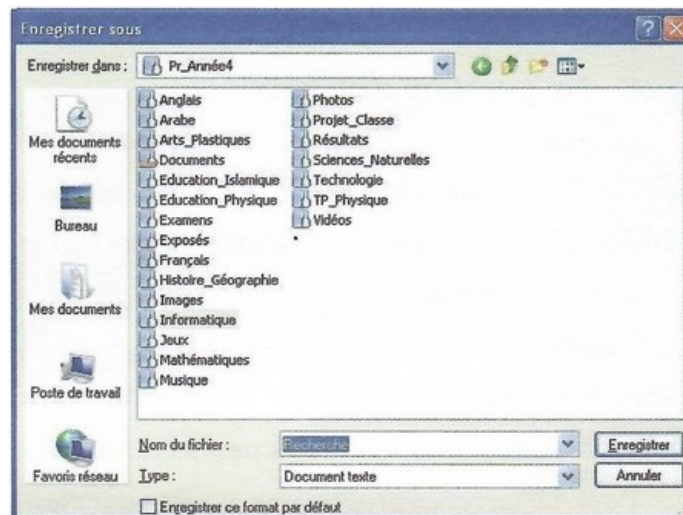 Enregistrer sous
Enregistrer dans :
Pr_Année4
Mes documents récents
Bureau
Mes documents
Poste de travail
Favoris réseau
Anglais
Arabe
Arts_Plastiques
Documents
Education_Islamique
Education_Physique
Examens
Exposés
Français
Histoire_Géographie
Images
Informatique
Jeux
Mathématiques
Musique
Photos
Projet_Classe
Résultats
Sciences_Naturelles
Technologie
TP_Physique
Vidéos
Nom du fichier :
Recherche
Enregistrer
Type :
Document texte
Annuler
Enregistrer ce format par défaut